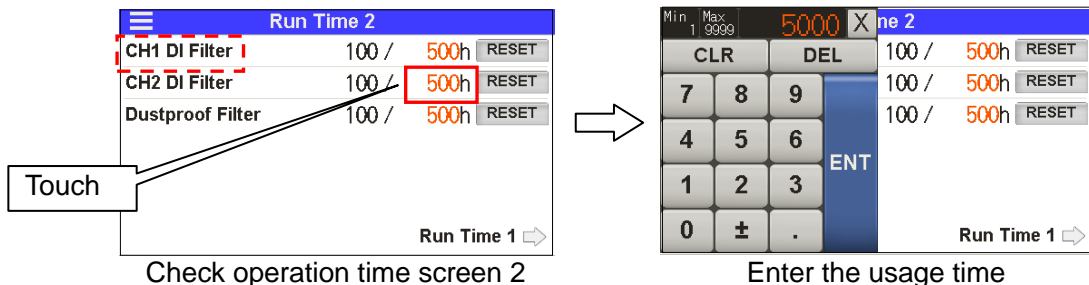 Run Time 2
CH1 DI Filter 100 / 500h RESET
CH2 DI Filter 100 / 500h RESET
Dustproof Filter 100 / 500h RESET
Touch
Run Time 1
Check operation time screen 2
Min Max 5000 X ne 2
1 9999
CLR DEL 100 / 500h RESET
7 8 9 100 / 500h RESET
100 / 500h RESET
4 5 6
ENT
1 2 3
0 ± . Run Time 1
Enter the usage time